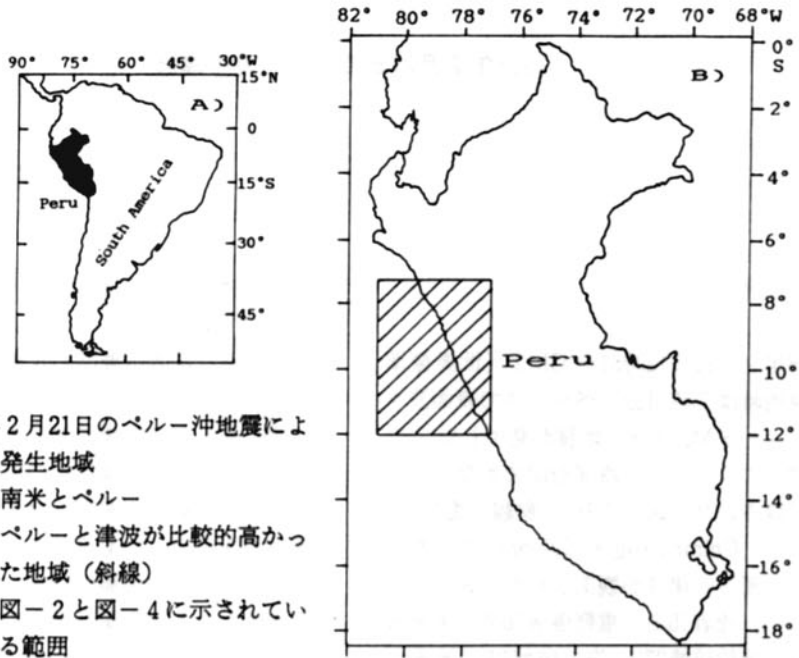 82° 80° 78° 76° 74° 72° 70° 68°W
0°
S
B)
2°
4°
6°
8°
10°
12°
14°
16°
18°
Peru
90° 75° 60° 45° 30°W
15°N
A)
0
15°S
30°
45°
Peru
South America
2月21日のペルー沖地震によ
発生地域
南米とペルー
ペルーと津波が比較的高かっ
た地域（斜線）
図－2と図－4に示されてい
る範囲